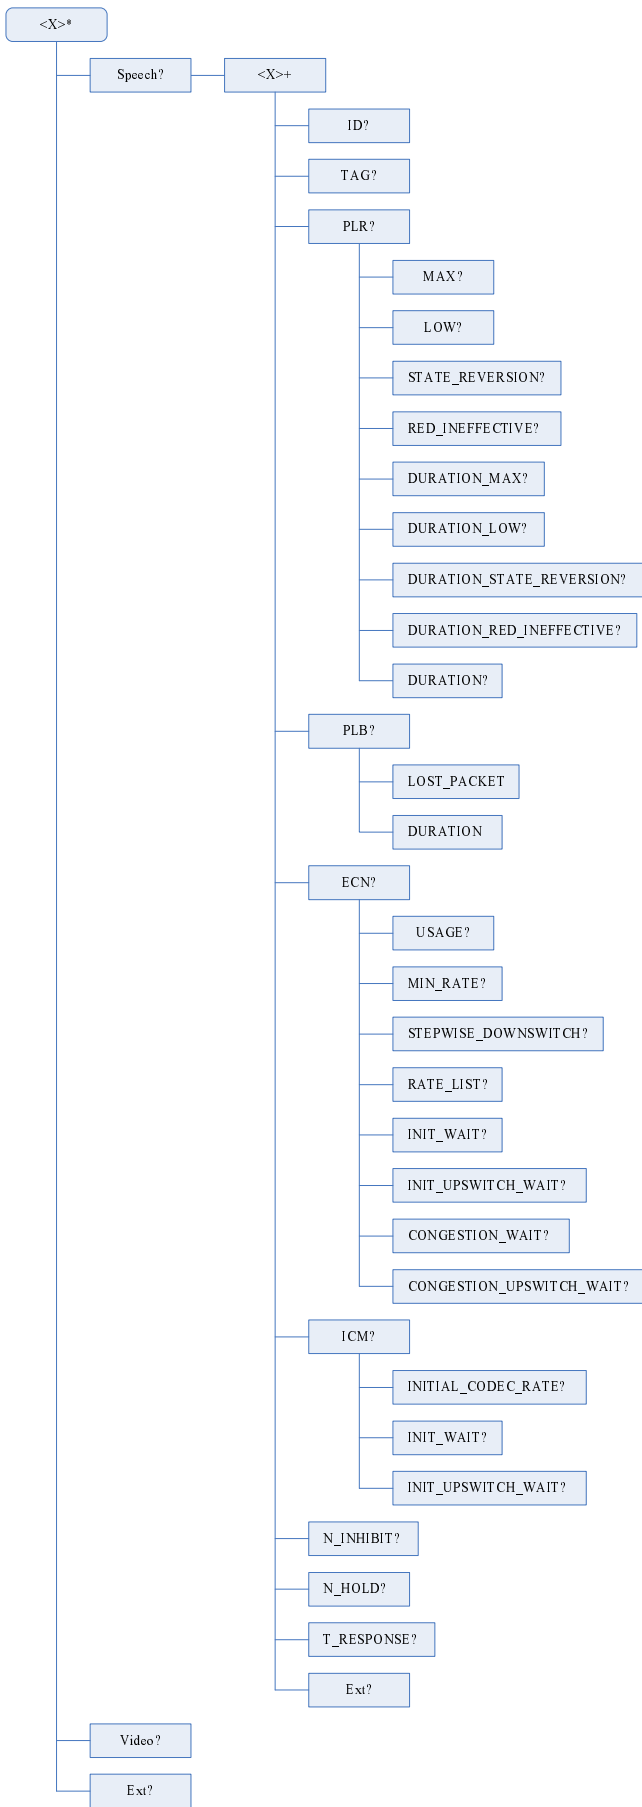 <X>*
Speech?
<X>+
ID?
TAG?
PLR?
MAX?
LOW?
STATE_REVERSION?
RED_INEFFECTIVE?
DURATION_MAX?
DURATION_LOW?
DURATION_STATE_REVERSION?
DURATION_RED_INEFFECTIVE?
DURATION?
PLB?
LOST_PACKET
DURATION
ECN?
USAGE?
MIN_RATE?
STEPWISE_DOWNSWITCH?
RATE_LIST?
INIT_WAIT?
INIT_UPSWITCH_WAIT?
CONGESTION_WAIT?
CONGESTION_UPSWITCH_WAIT?
ICM?
INITIAL_CODEC_RATE?
INIT_WAIT?
INIT_UPSWITCH_WAIT?
N_INHIBIT?
N_HOLD?
T_RESPONSE?
Ext?
Video?
Ext?